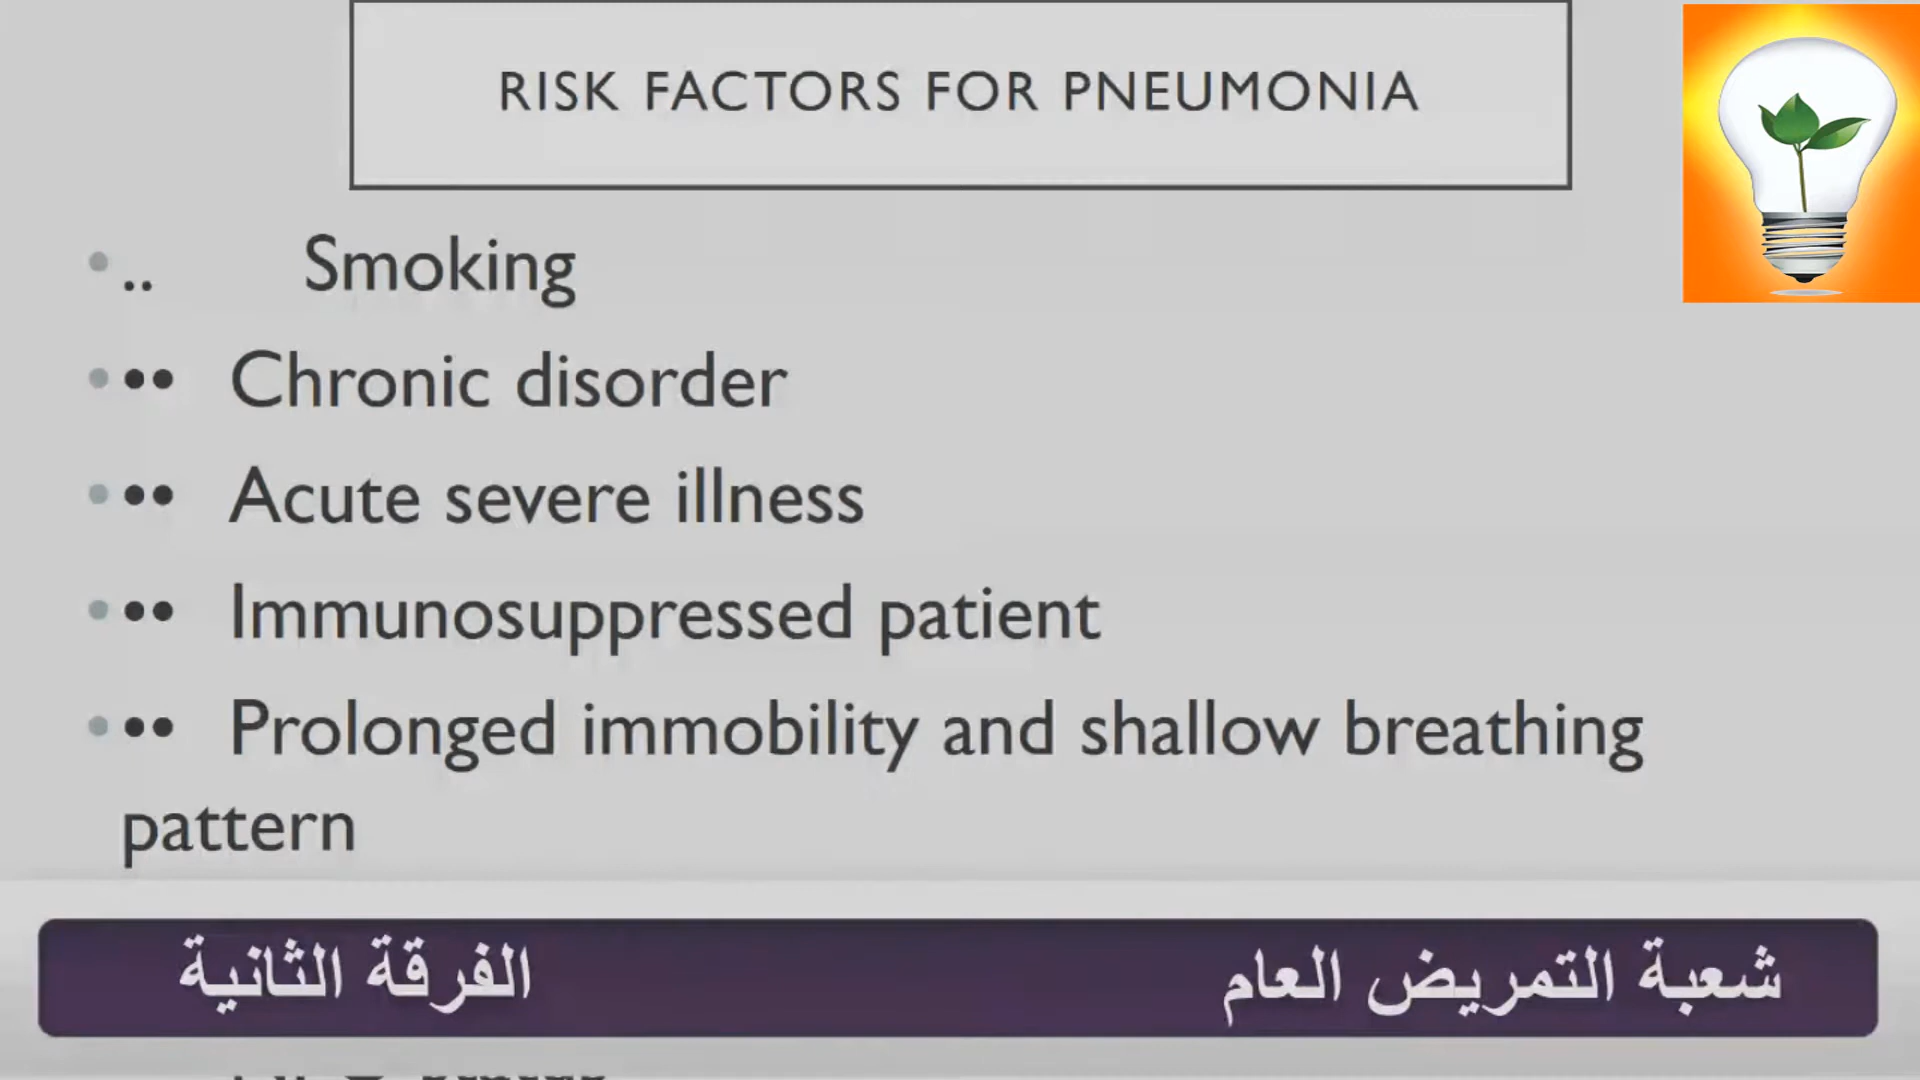 RISK FACTORS FOR PNEUMONIA
• .. Smoking
• •• Chronic disorder
• •• Acute severe illness
• •• Immunosuppressed patient
• •• Prolonged immobility and shallow breathing
pattern
شعبة التمريض العام الفرقة الثانية